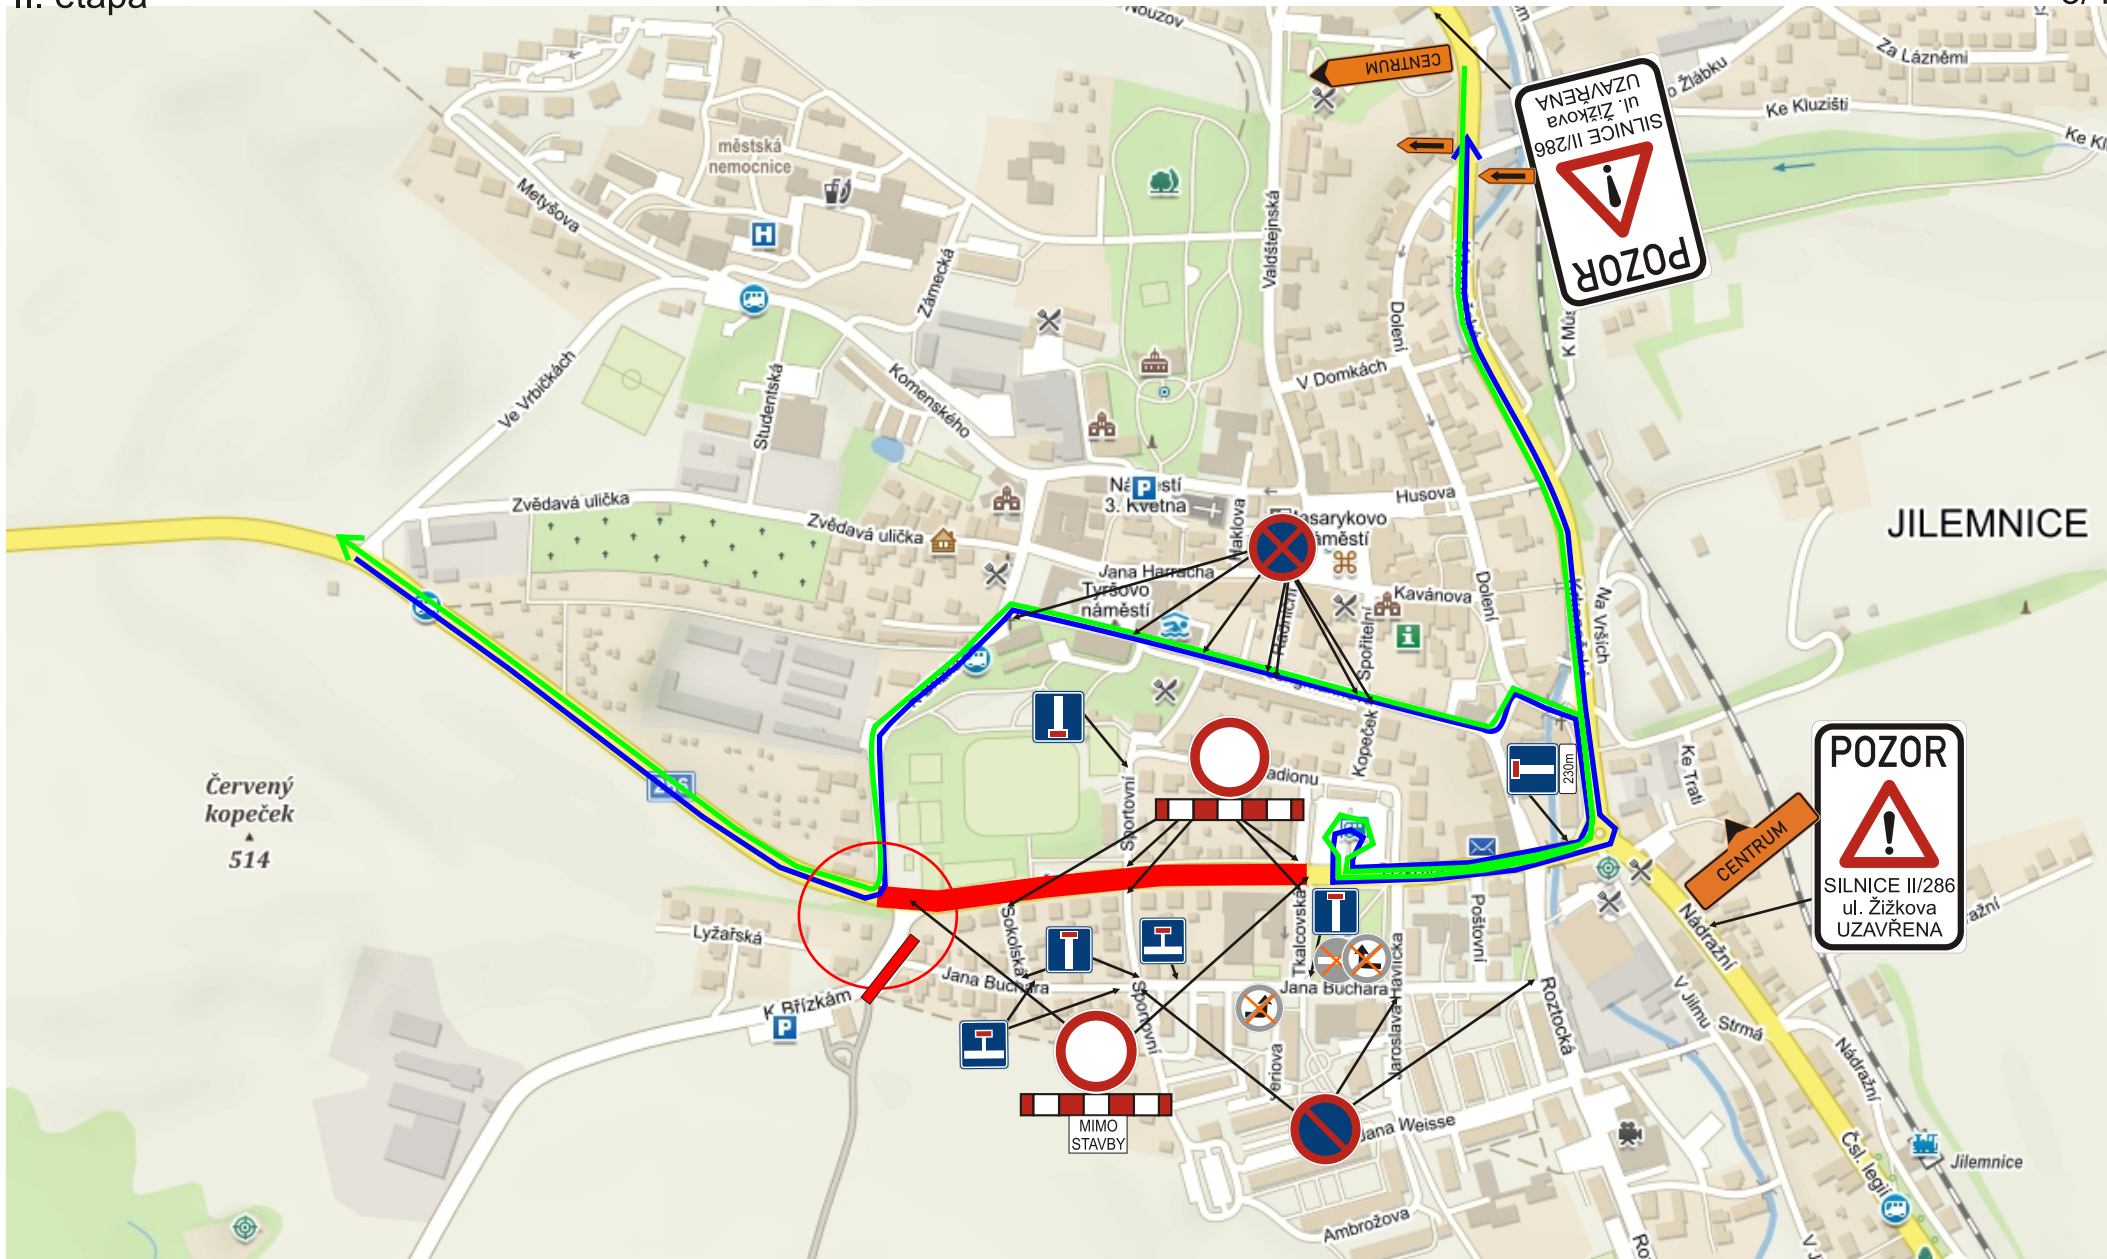 II. etapa
Nouzov
Za Lázněmi
CENTRUM
Ke Kluzišti
POZOR
SILNICE II/286
ul. Žižkova
UZAVŘENA
městská
nemocnice
Metyšova
H
Zámecká
Valdštejnská
Dolení
V Domkách
Ve Vrbičkách
Studentská
Komenského
Zvědavá ulička
Zvědavá ulička
3. Května
P
Husova
Jana Harracha
Tyršovo
náměstí
Kavánova
Dolení
Na Vrších
JILEMNICE
Radniční
Spořitelní
Kopeček
Ke Trati
230m
Červený
kopeček
514
Sportovní
POZOR
SILNICE II/286
ul. Žižkova
UZAVŘENA
CENTRUM
Nádražní
Lyžařská
Sokolská
Jana Buchara
K Břízkám
P
Sportovní
Tkalcovská
Jana Buchara
Jaroslava Havlíčka
Poštovní
Roztocká
V Jilmu
Strmá
Nádražní
MIMO
STAVBY
Jana Weisse
Ambrožova
Čsl. legií
Jilemnice